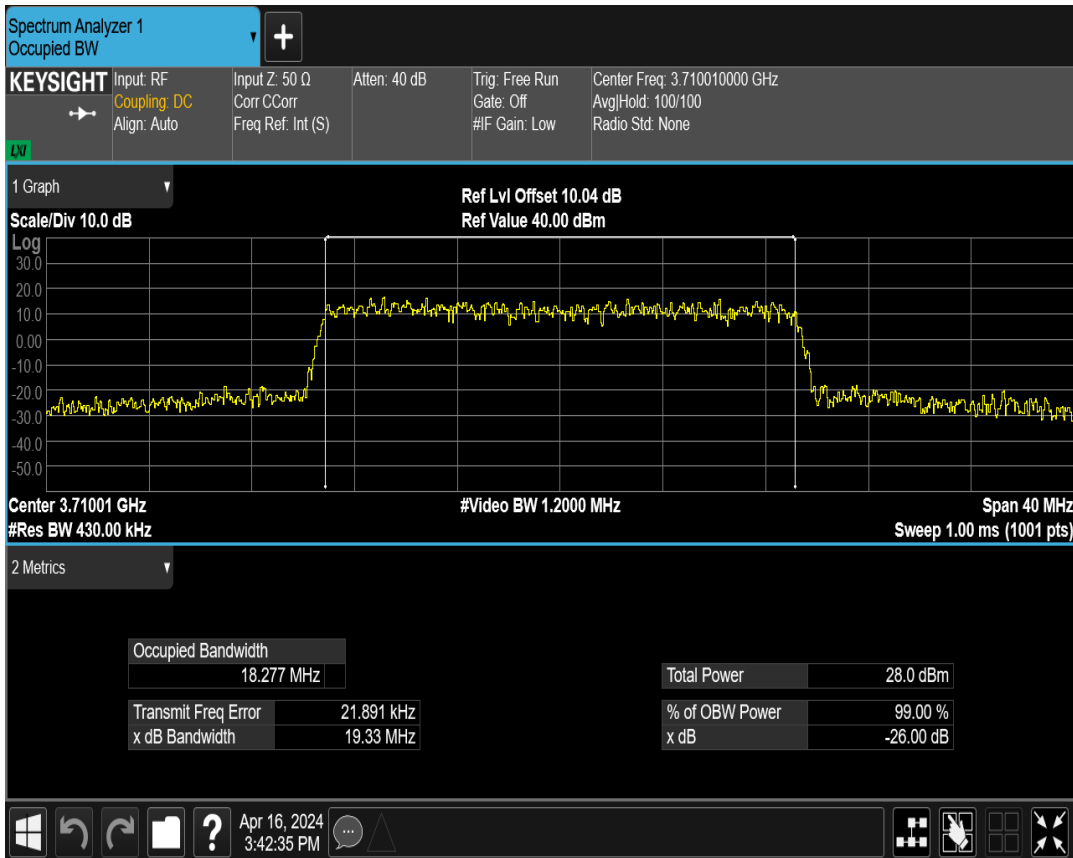 Spectrum Analyzer 1
Occupied BW
KEYSIGHT
Input: RF
Coupling: DC
Align: Auto
Input Z: 50 Ω
Corr CCorr
Freq Ref: Int (S)
Atten: 40 dB
Trig: Free Run
Gate: Off
#IF Gain: Low
Center Freq: 3.710010000 GHz
Avg|Hold: 100/100
Radio Std: None
LXI
1 Graph
Ref Lvl Offset 10.04 dB
Scale/Div 10.0 dB
Ref Value 40.00 dBm
Log
30.0
20.0
10.0
0.00
-10.0
-20.0
-30.0
-40.0
-50.0
Center 3.71001 GHz
#Video BW 1.2000 MHz
Span 40 MHz
#Res BW 430.00 kHz
Sweep 1.00 ms (1001 pts)
2 Metrics
Occupied Bandwidth
18.277 MHz
Total Power 28.0 dBm
Transmit Freq Error 21.891 kHz
% of OBW Power 99.00 %
x dB Bandwidth 19.33 MHz
x dB -26.00 dB
Apr 16, 2024
3:42:35 PM